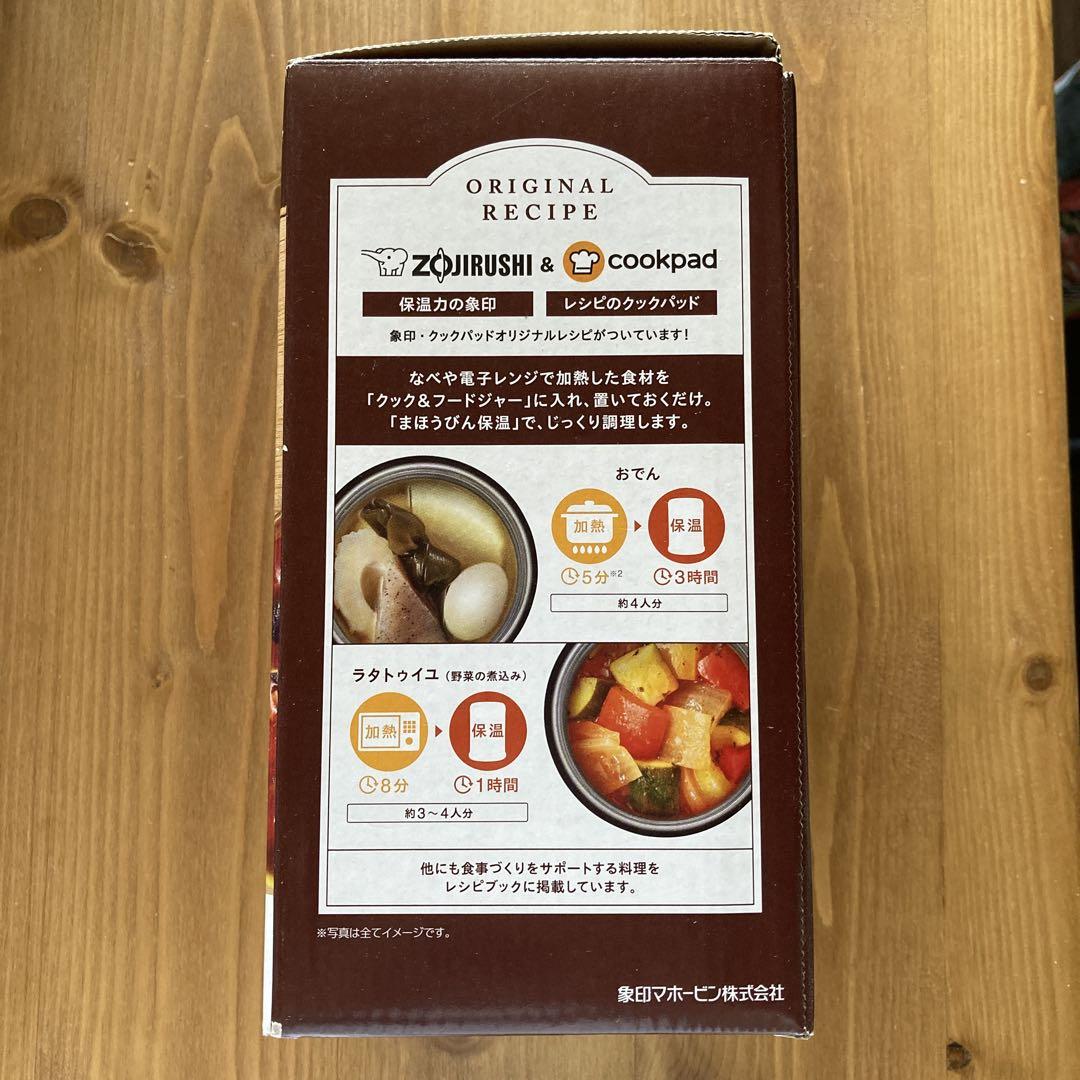 ORIGINAL
RECIPE
ZOJIRUSHI & cookpad
保温力の象印 レシピのクックパッド
象印・クックパッドオリジナルレシピがついています!
なべや電子レンジで加熱した食材を
「クック&フードジャー」に入れ、置いておくだけ。
「まほうびん保温」で、じっくり調理します。
おでん
加熱 保温
5分※2 3時間
約4人分
ラタトゥイユ(野菜の煮込み)
加熱 保温
8分 1時間
約3〜4人分
他にも食事づくりをサポートする料理を
レシピブックに掲載しています。
※写真は全てイメージです。
象印マホービン株式会社